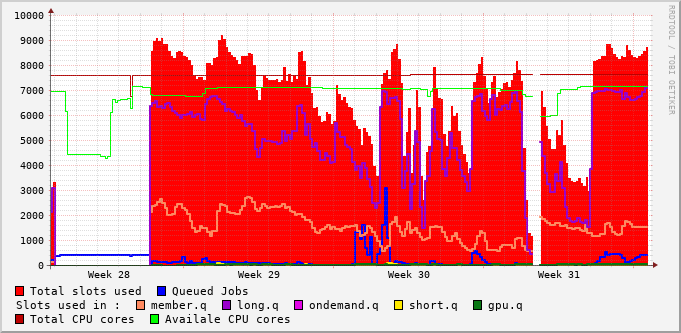 RRDTOOL / TOBI OETIKER
10000
9000
8000
7000
6000
5000
4000
3000
2000
1000
0
Week 28 Week 29 Week 30 Week 31
Total slots used Queued Jobs
Slots used in : member.q long.q ondemand.q short.q gpu.q
Total CPU cores Availale CPU cores